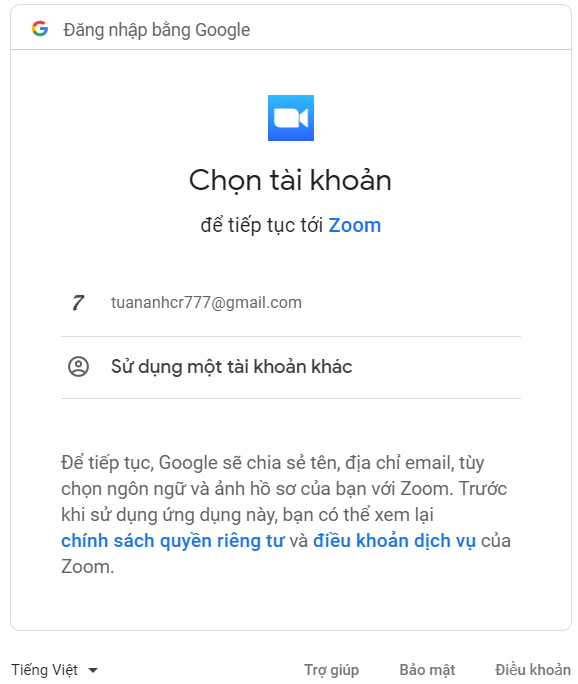 Đăng nhập bằng Google
Chọn tài khoản
để tiếp tục tới Zoom
7
tuananhcr777@gmail.com
Sử dụng một tài khoản khác
Để tiếp tục, Google sẽ chia sẻ tên, địa chỉ email, tùy
chọn ngôn ngữ và ảnh hồ sơ của bạn với Zoom. Trước
khi sử dụng ứng dụng này, bạn có thể xem lại
chính sách quyền riêng tư và điều khoản dịch vụ của
Zoom.
Tiếng Việt
Trợ giúp
Bảo mật
Điều khoản